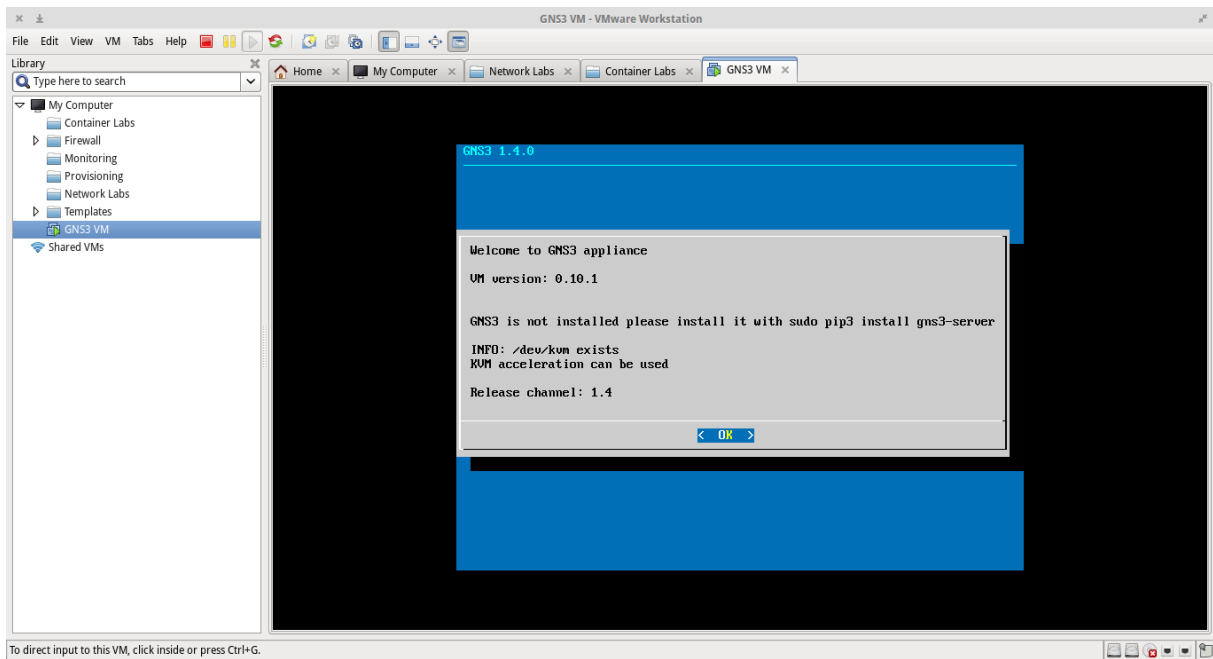 GNS3 VM - VMware Workstation
File Edit View VM Tabs Help
Library
Type here to search
My Computer
Container Labs
Firewall
Monitoring
Provisioning
Network Labs
Templates
GNS3 VM
Shared VMs
Home My Computer Network Labs Container Labs GNS3 VM
GNS3 1.4.0
Welcome to GNS3 appliance
VM version: 0.10.1
GNS3 is not installed please install it with sudo pip3 install gns3-server
INFO: /dev/kvm exists
KVM acceleration can be used
Release channel: 1.4
< OK >
To direct input to this VM, click inside or press Ctrl+G.